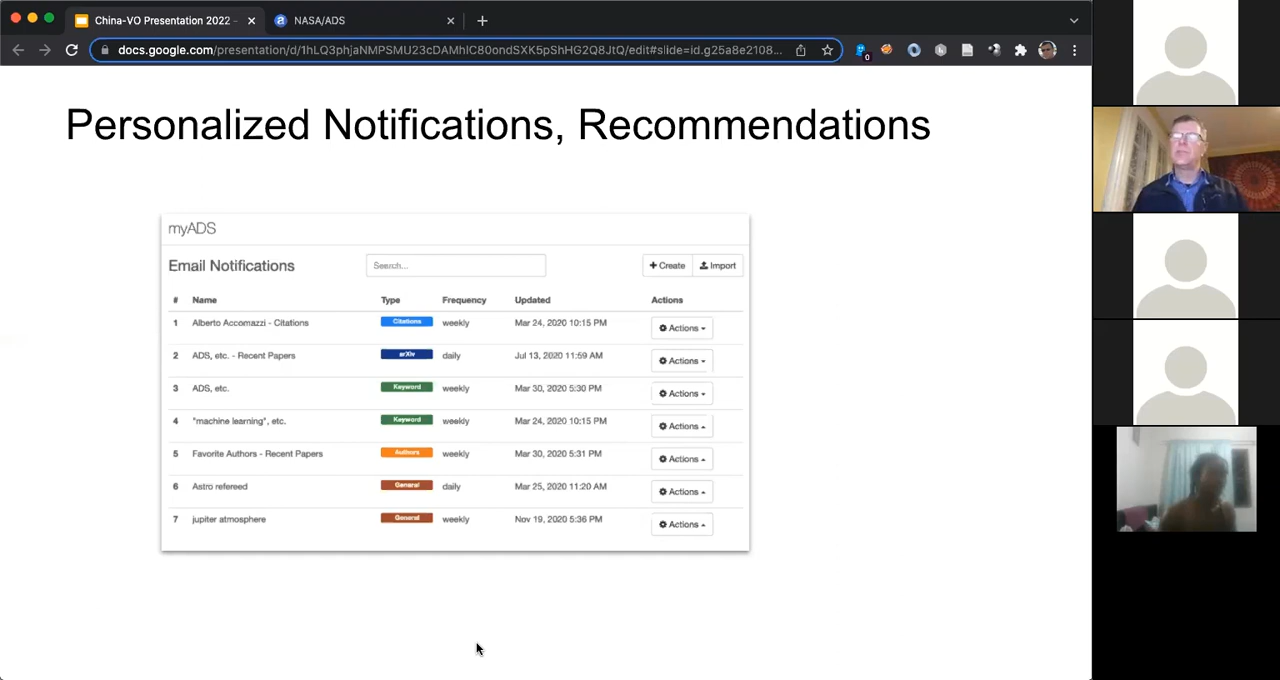 China-VO Presentation 2022 -
NASA/ADS
docs.google.com/presentation/d/1hLQ3phjaNMPSMU23cDAMhlC80ondSXK5pShHG2Q8JtQ/edit#slide=id.g25a8e2108...
0
Personalized Notifications, Recommendations
myADS
Email Notifications
Search...
+ Create
Import
# Name Type Frequency Updated Actions
1 Alberto Accomazzi - Citations Citations weekly Mar 24, 2020 10:15 PM Actions
2 ADS, etc. - Recent Papers arXiv daily Jul 13, 2020 11:59 AM Actions
3 ADS, etc. Keyword weekly Mar 30, 2020 5:30 PM Actions
4 "machine learning", etc. Keyword weekly Mar 24, 2020 10:15 PM Actions
5 Favorite Authors - Recent Papers Authors weekly Mar 30, 2020 5:31 PM Actions
6 Astro refereed General daily Mar 25, 2020 11:20 AM Actions
7 jupiter atmosphere General weekly Nov 19, 2020 5:36 PM Actions